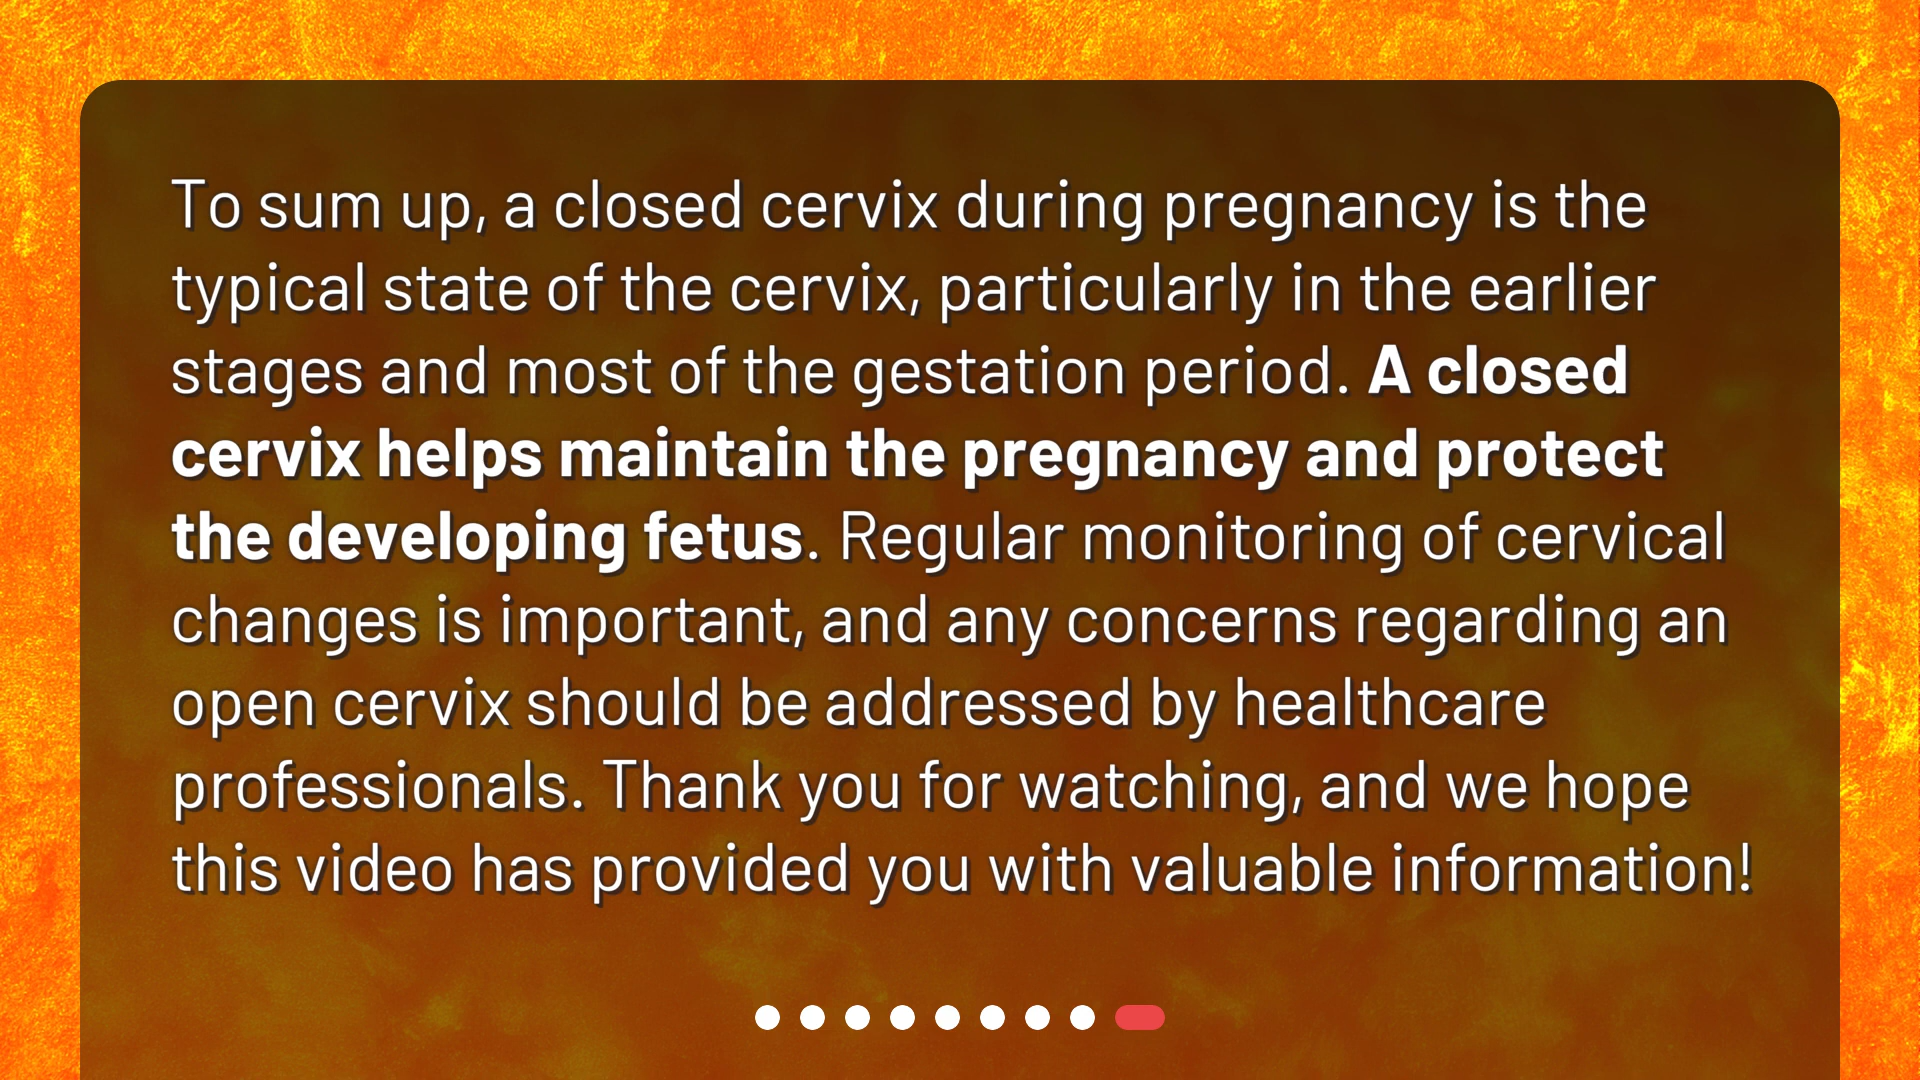 To sum up, a closed cervix during pregnancy is the
typical state of the cervix, particularly in the earlier
stages and most of the gestation period. A closed
cervix helps maintain the pregnancy and protect
the developing fetus. Regular monitoring of cervical
changes is important, and any concerns regarding an
open cervix should be addressed by healthcare
professionals. Thank you for watching, and we hope
this video has provided you with valuable information!